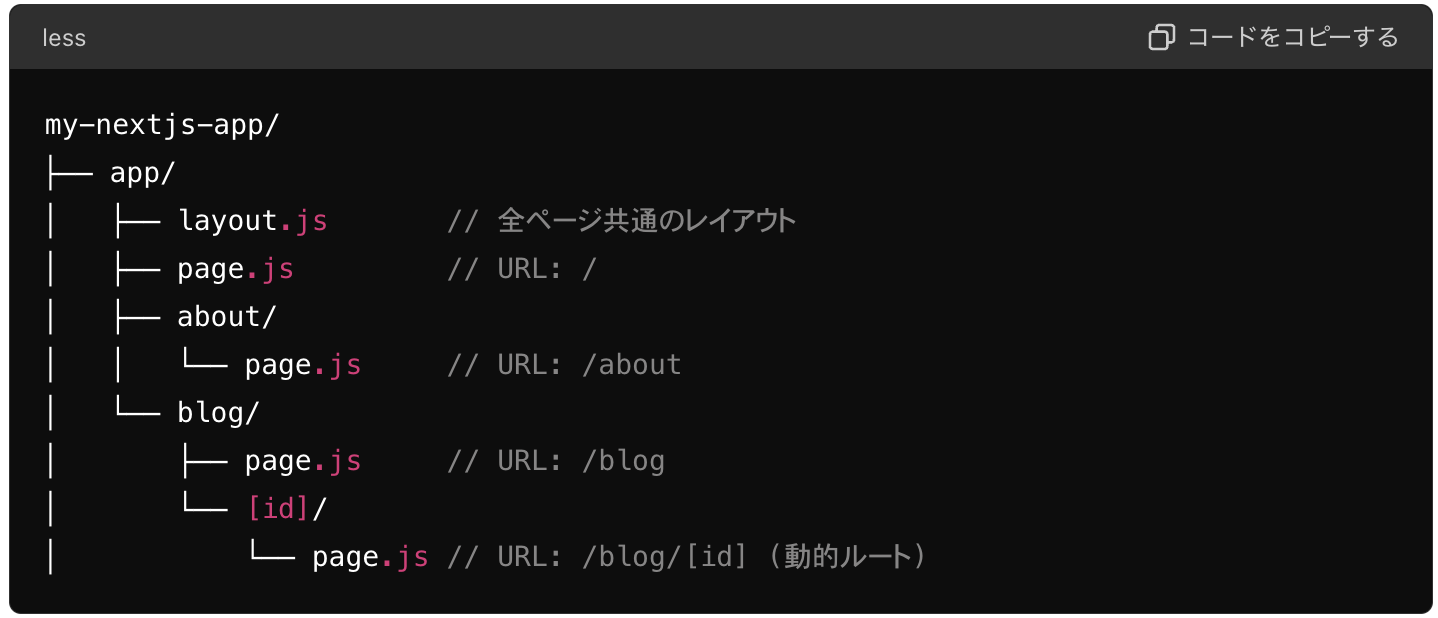 less コードをコピーする
my-nextjs-app/
├── app/
│   ├── layout.js       // 全ページ共通のレイアウト
│   ├── page.js         // URL: /
│   ├── about/
│   │   └── page.js     // URL: /about
│   └── blog/
│       ├── page.js     // URL: /blog
│       └── [id]/
│           └── page.js // URL: /blog/[id] (動的ルート)